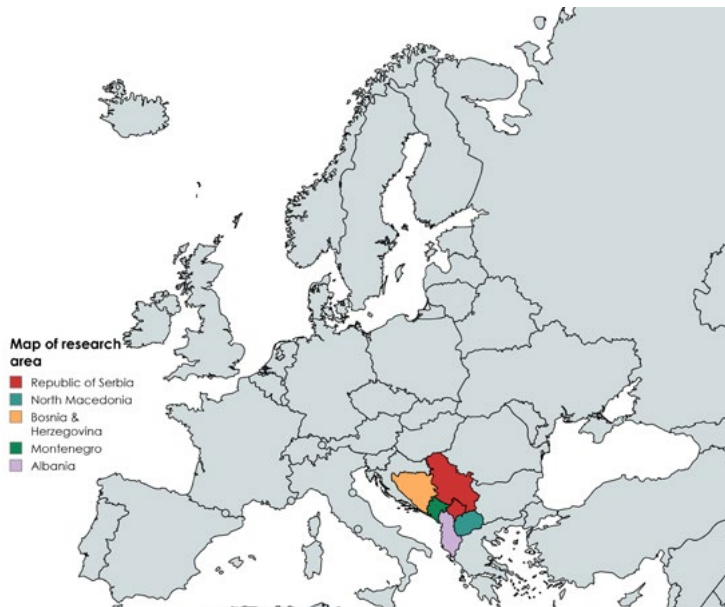 Map of research
area
Republic of Serbia
North Macedonia
Bosnia &
Herzegovina
Montenegro
Albania